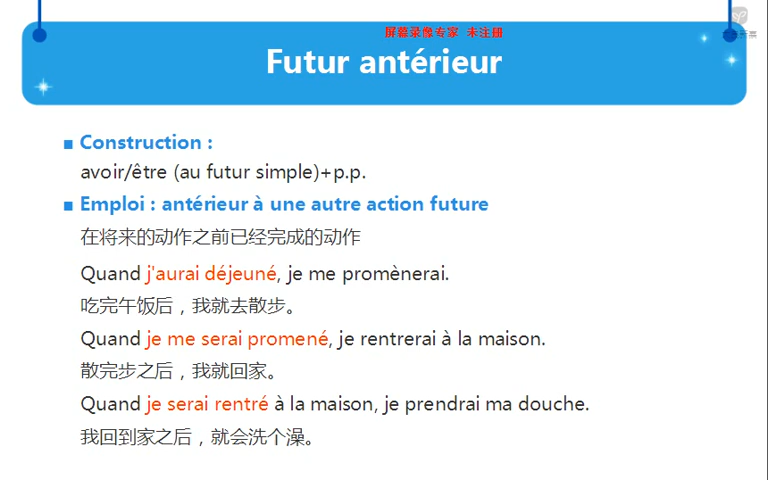 屏幕录像专家 未注册
Futur antérieur
Construction :
avoir/être (au futur simple)+p.p.
Emploi : antérieur à une autre action future
在将来的动作之前已经完成的动作
Quand j'aurai déjeuné, je me promènerai.
吃完午饭后，我就去散步。
Quand je me serai promené, je rentrerai à la maison.
散完步之后，我就回家。
Quand je serai rentré à la maison, je prendrai ma douche.
我回到家之后，就会洗个澡。